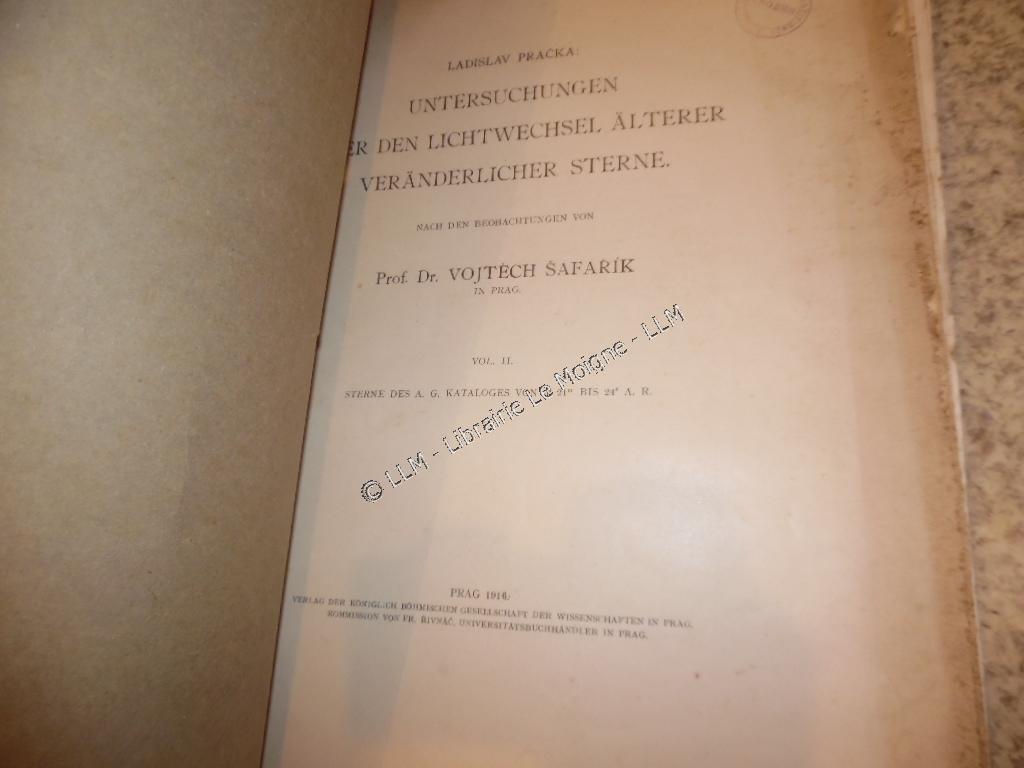 LADISLAV PRAČKA:
UNTERSUCHUNGEN
ER DEN LICHTWECHSEL ÄLTERER
VERÄNDERLICHER STERNE.
NACH DEN BEOBACHTUNGEN VON
Prof. Dr. VOJTĚCH ŠAFAŘÍK
IN PRAG.
VOL. II.
STERNE DES A. G. KATALOGES VON BIS A. R.
© LLM - Librairie Le Moigne - LLM
PRAG 1916.
VERLAG DER KÖNIGLICH BÖHMISCHEN GESELLSCHAFT DER WISSENSCHAFTEN IN PRAG.
KOMMISSION VON FR. ŘIVNÁČ, UNIVERSITÄTSBUCHHÄNDLER IN PRAG.